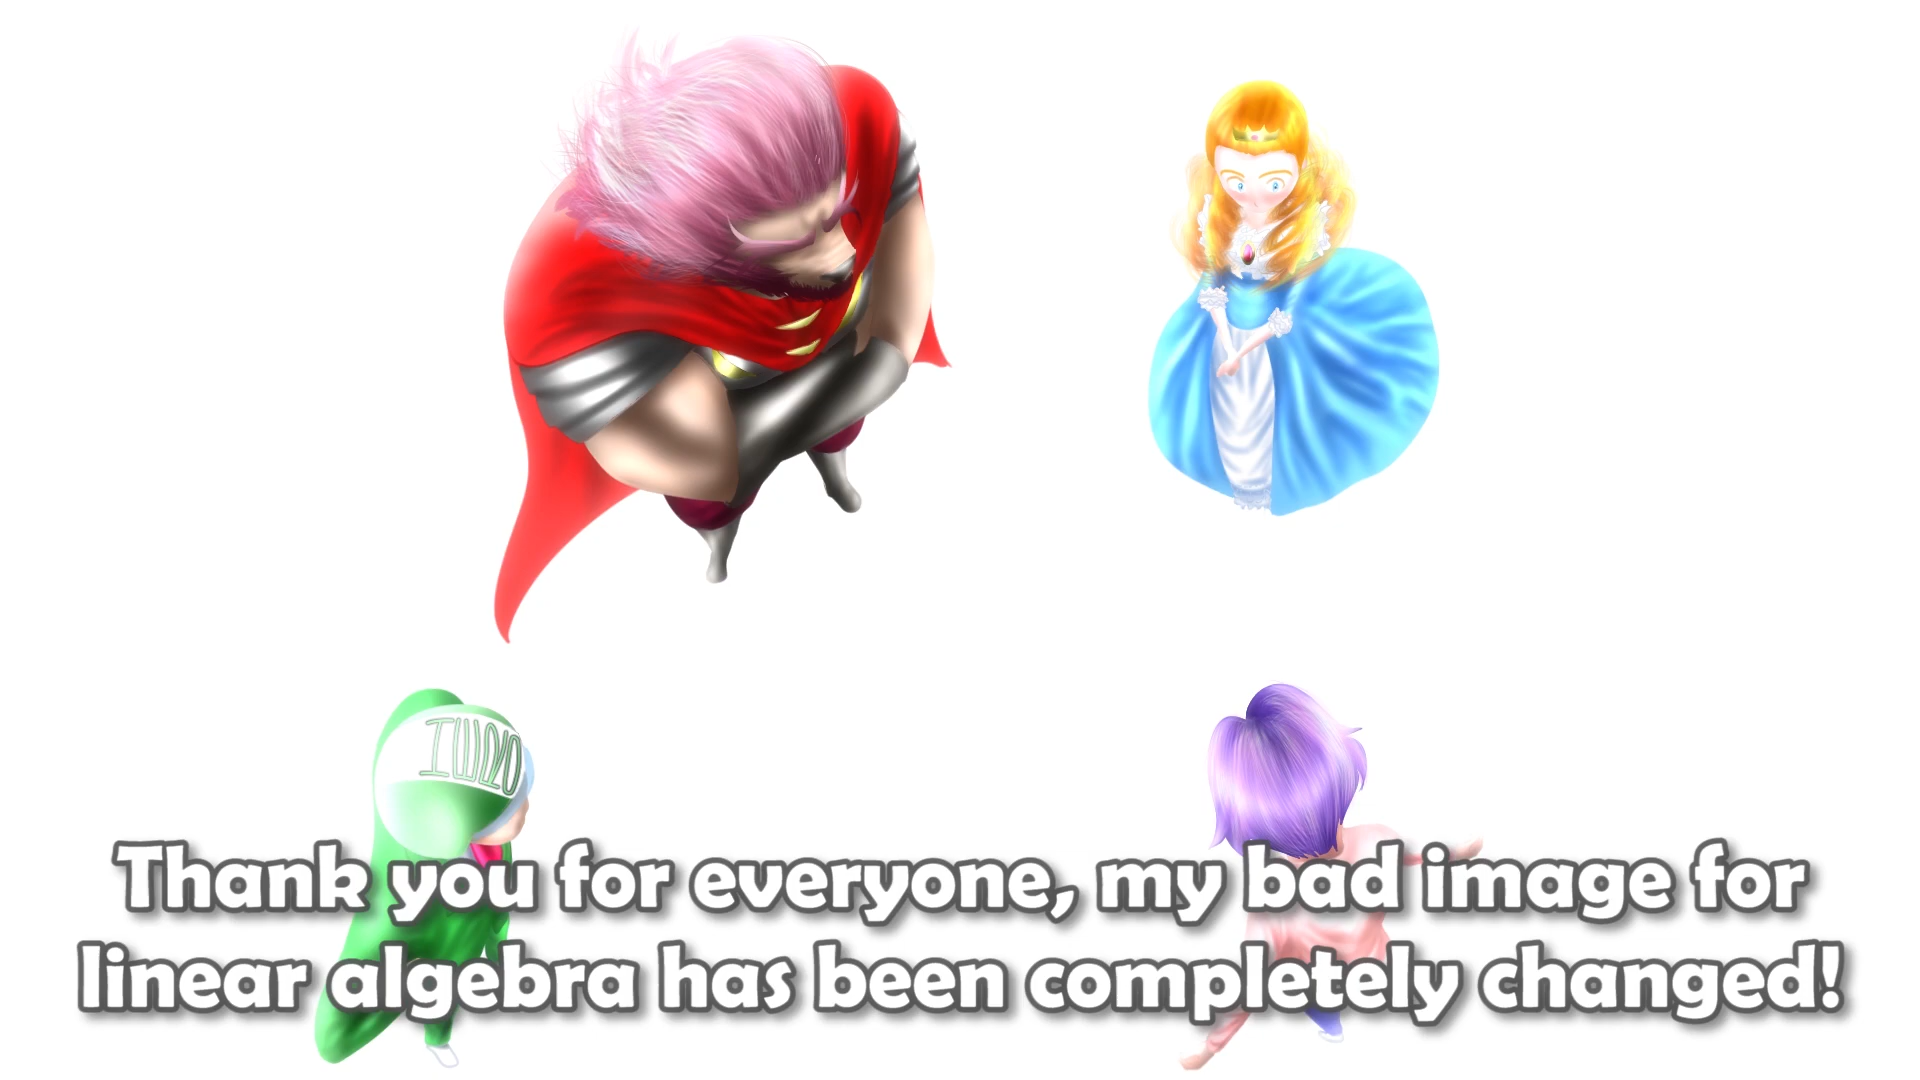 Thank you for everyone, my bad image for
linear algebra has been completely changed!